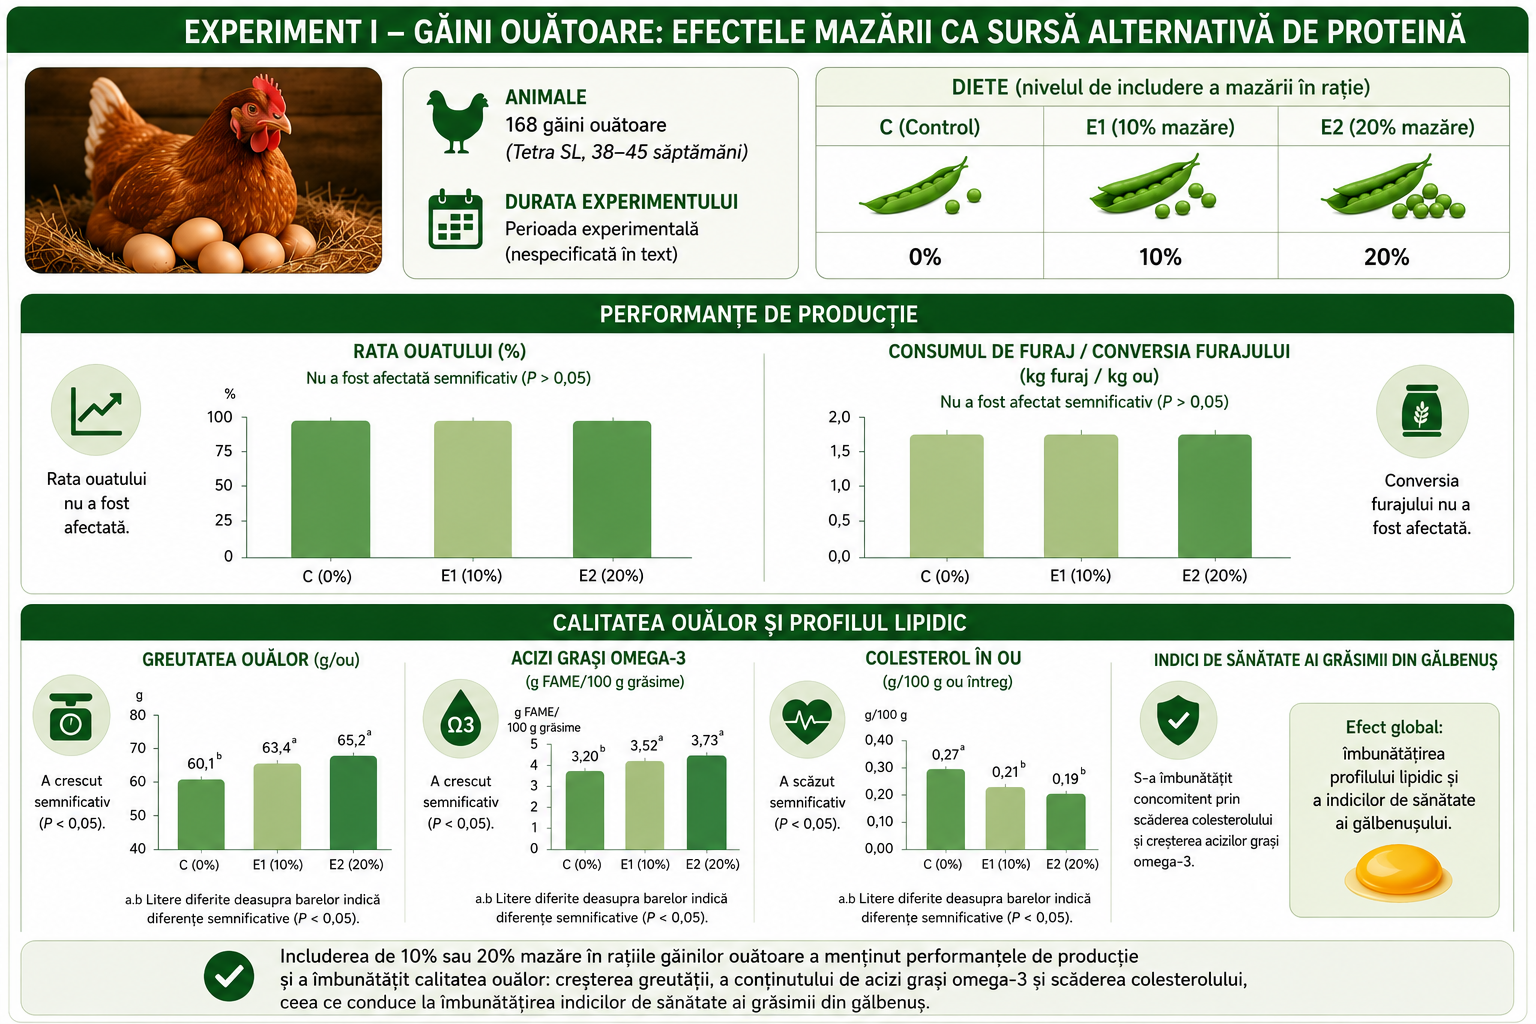 EXPERIMENT I – GĂINI OUĂTOARE: EFECTELE MAZĂRII CA SURSĂ ALTERNATIVĂ DE PROTEINĂ
ANIMALE
168 găini ouătoare
(Tetra SL, 38–45 săptămăni)
DURATA EXPERIMENTULUI
Perioada experimentală
(nespecificată în text)
DIETE (nivelul de includere a mazării în rație)
C (Control)
E1 (10% mazăre)
E2 (20% mazăre)
0%
10%
20%
PERFORMANȚE DE PRODUCȚIE
Rata ouatului
nu a fost
afectată.
RATA OUATULUI (%)
Nu a fost afectată semnificativ (P > 0,05)
%
100
75
50
25
0
C (0%)
E1 (10%)
E2 (20%)
CONSUMUL DE FURAJ / CONVERSIA FURAJULUI
(kg furaj / kg ou)
Nu a fost afectat semnificativ (P > 0,05)
2,0
1,5
1,0
0,5
0,0
C (0%)
E1 (10%)
E2 (20%)
Conversia
furajului nu a
fost afectată.
CALITATEA OUĂLOR ȘI PROFILUL LIPIDIC
GREUTATEA OUĂLOR (g/ou)
A crescut
semnificativ
(P < 0,05).
g
80
70
60
50
40
60,1 b
63,4 a
65,2 a
C (0%)
E1 (10%)
E2 (20%)
a.b Litere diferite deasupra barelor indică
diferențe semnificative (P < 0,05).
ACIZI GRAȘI OMEGA-3
(g FAME/100 g grăsime)
Ω3
A crescut
semnificativ
(P < 0,05).
g FAME/
100 g grăsime
5
4
3
2
1
0
3,20 b
3,52 a
3,73 a
C (0%)
E1 (10%)
E2 (20%)
a.b Litere diferite deasupra barelor indică
diferențe semnificative (P < 0,05).
COLESTEROL ÎN OU
(g/100 g ou întreg)
A scăzut
semnificativ
(P < 0,05).
g/100 g
0,40
0,30
0,20
0,10
0,00
0,27 a
0,21 b
0,19 b
C (0%)
E1 (10%)
E2 (20%)
a.b Litere diferite deasupra barelor indică
diferențe semnificative (P < 0,05).
INDICI DE SĂNĂTATE AI GRĂSIMII DIN GĂLBENUȘ
S-a îmbunătățit
concomitent prin
scăderea colesterolului
și creșterea acizilor grași
omega-3.
Efect global:
îmbunătățirea
profilului lipidic și
a indicilor de sănătate
ai gălbenușului.
Includerea de 10% sau 20% mazăre în rațiile găinilor ouătoare a menținut performanțele de producție
și a îmbunătățit calitatea ouălor: creșterea greutății, a conținutului de acizi grași omega-3 și scăderea colesterolului,
ceea ce conduce la îmbunătățirea indicilor de sănătate ai grăsimii din gălbenuș.